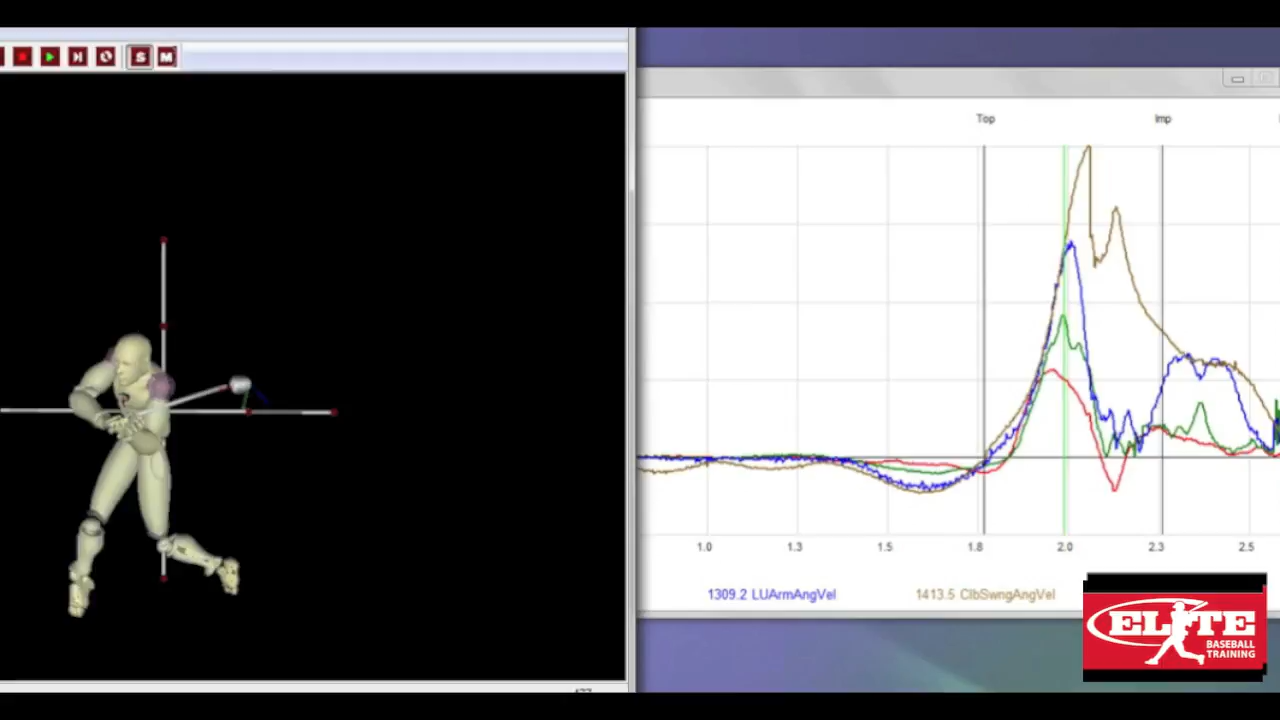 S M
Top Imp
1.0 1.3 1.5 1.8 2.0 2.3 2.5
1309.2 LUArmAngVel 1413.5 ClbSwngAngVel
ELITE
BASEBALL
TRAINING